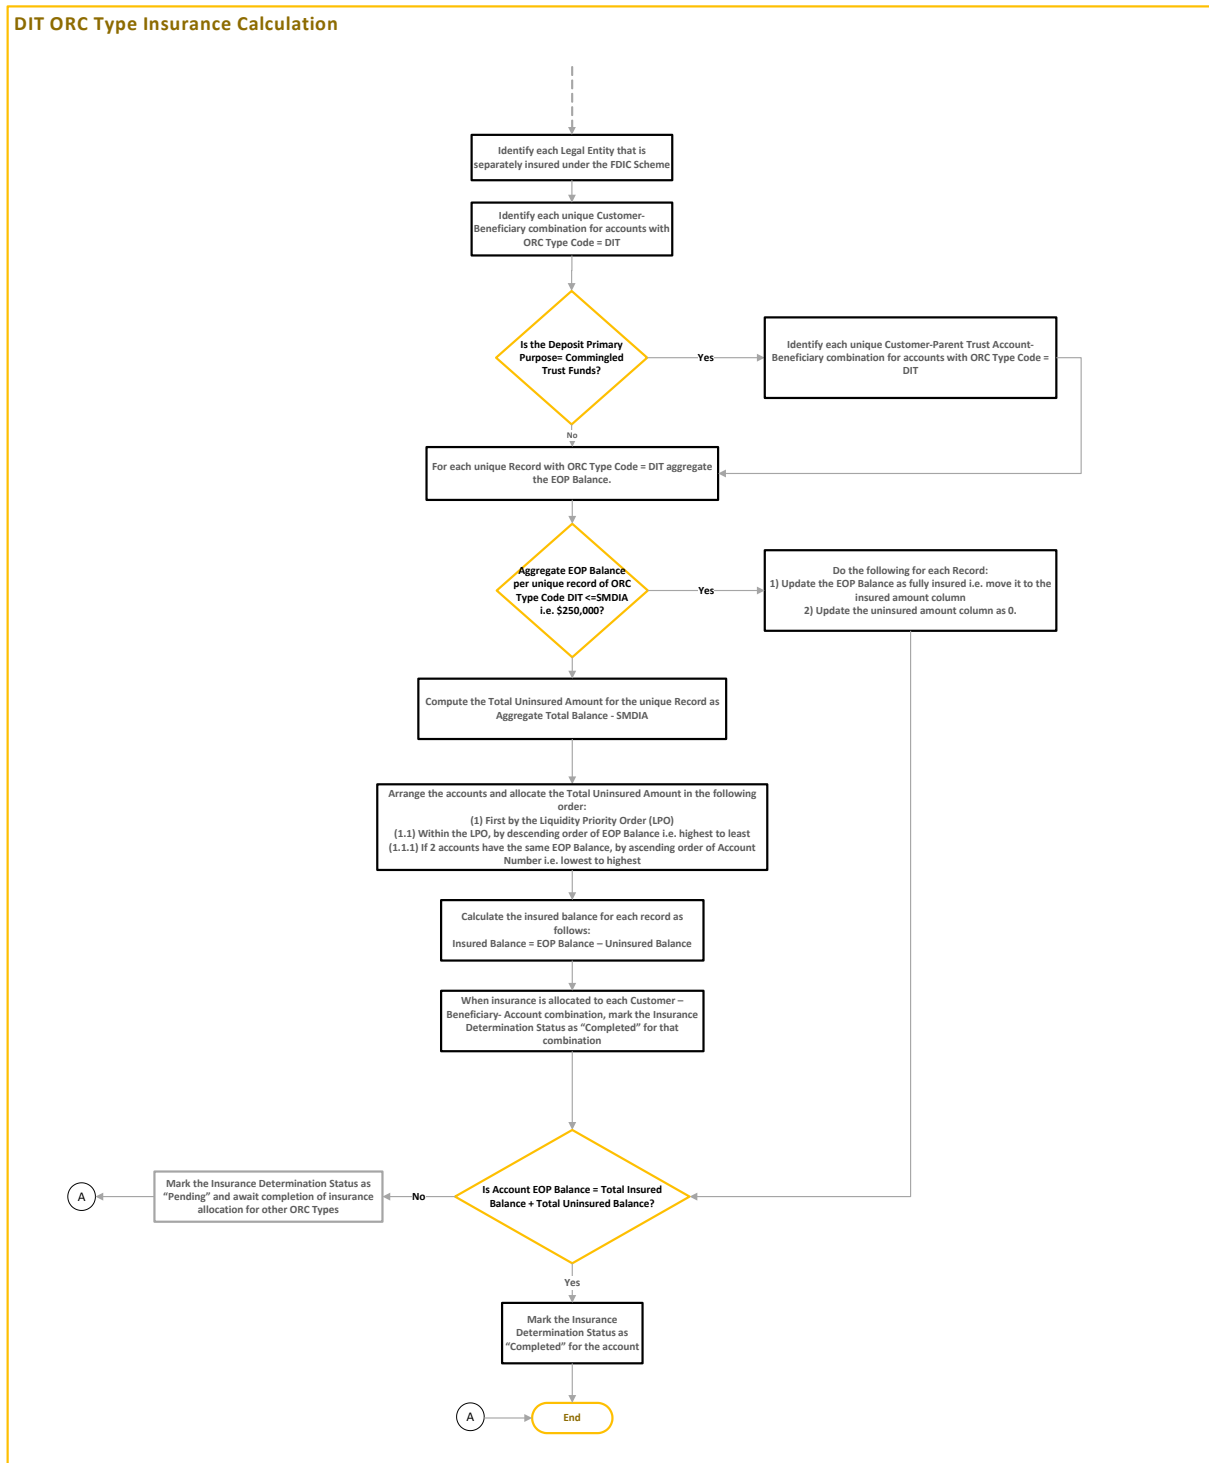 DIT ORC Type Insurance Calculation
Identify each Legal Entity that is
separately insured under the FDIC Scheme
Identify each unique Customer-
Beneficiary combination for accounts with
ORC Type Code = DIT
Is the Deposit Primary
Purpose= Commingled
Trust Funds?
Yes
Identify each unique Customer-Parent Trust Account-
Beneficiary combination for accounts with ORC Type Code =
DIT
No
For each unique Record with ORC Type Code = DIT aggregate
the EOP Balance.
Aggregate EOP Balance
per unique record of ORC
Type Code DIT <=SMDIA
i.e. $250,000?
Yes
Do the following for each Record:
1) Update the EOP Balance as fully insured i.e. move it to the
insured amount column
2) Update the uninsured amount column as 0.
Compute the Total Uninsured Amount for the unique Record as
Aggregate Total Balance - SMDIA
Arrange the accounts and allocate the Total Uninsured Amount in the following
order:
(1) First by the Liquidity Priority Order (LPO)
(1.1) Within the LPO, by descending order of EOP Balance i.e. highest to least
(1.1.1) If 2 accounts have the same EOP Balance, by ascending order of Account
Number i.e. lowest to highest
Calculate the insured balance for each record as
follows:
Insured Balance = EOP Balance – Uninsured Balance
When insurance is allocated to each Customer –
Beneficiary- Account combination, mark the Insurance
Determination Status as “Completed” for that
combination
Is Account EOP Balance = Total Insured
Balance + Total Uninsured Balance?
No
Mark the Insurance Determination Status as
“Pending” and await completion of insurance
allocation for other ORC Types
A
Yes
Mark the Insurance
Determination Status as
“Completed” for the account
A
End